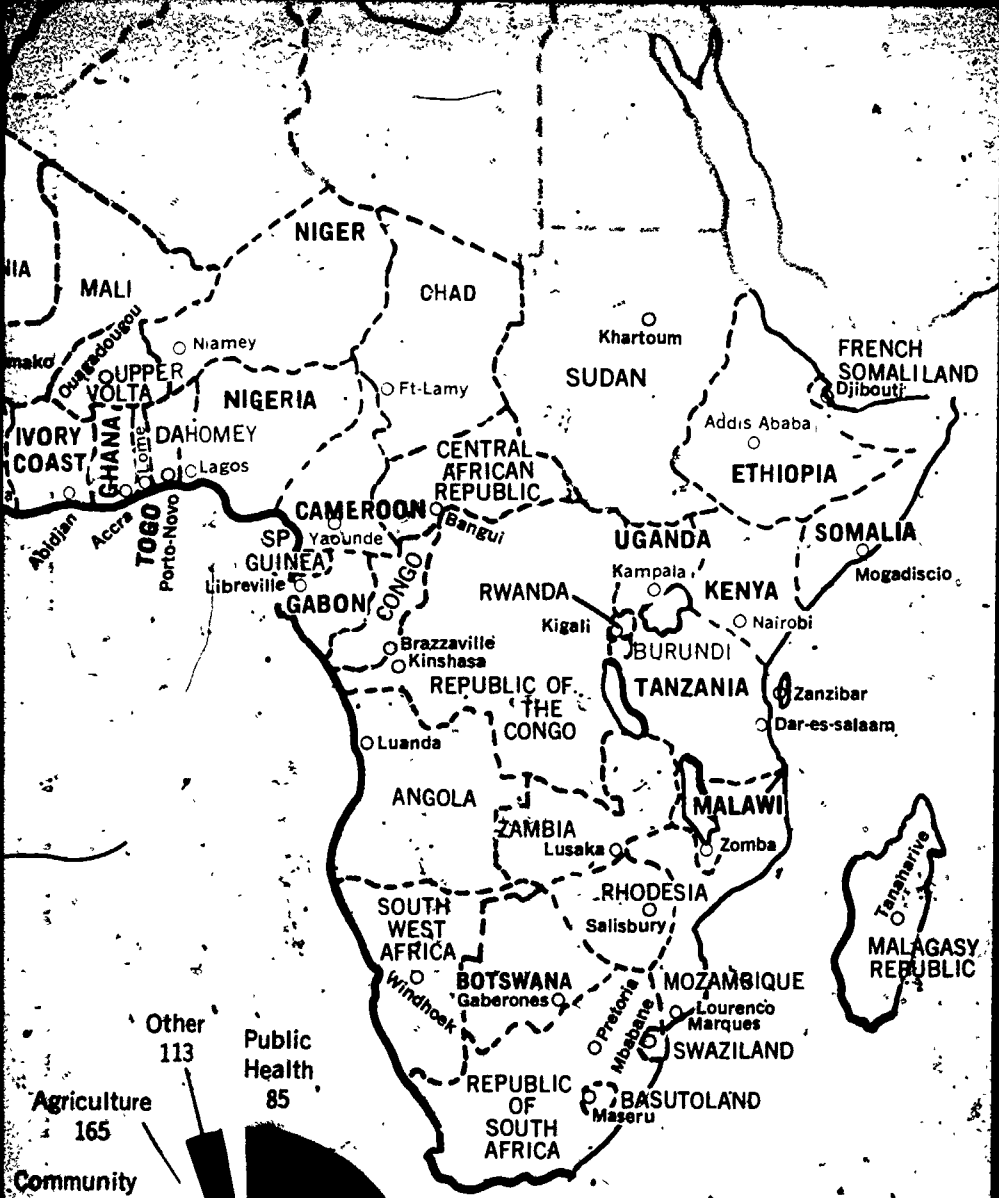 NIGER
NIA
MALI
CHAD
Khartoum
FRENCH
SOMALILAND
Djibouti
mako
Ouagadougou
Niamey
UPPER
VOLTA
SUDAN
Ft-Lamy
NIGERIA
Addis Ababa
IVORY
COAST
GHANA
Lome
DAHOMEY
Lagos
CENTRAL
AFRICAN
REPUBLIC
ETHIOPIA
Abidjan
Accra
TOGO
Porto-Novo
CAMEROON
Yaounde
Bangui
SP
GUINEA
UGANDA
SOMALIA
Mogadiscio
Libreville
GABON
CONGO
Kampala
KENYA
RWANDA
Kigali
Nairobi
Brazzaville
Kinshasa
BURUNDI
REPUBLIC OF
THE
CONGO
TANZANIA
Zanzibar
Dar-es-salaam
Luanda
ANGOLA
MALAWI
ZAMBIA
Lusaka
Zomba
RHODESIA
Salisbury
Tanaharive
MALAGASY
REPUBLIC
SOUTH
WEST
AFRICA
Windhoek
BOTSWANA
Gaberones
MOZAMBIQUE
Pretoria
Mbabane
Lourenco
Marques
SWAZILAND
REPUBLIC
OF
SOUTH
AFRICA
BASUTOLAND
Maseru
Other
113
Public
Health
85
Agriculture
165
Community